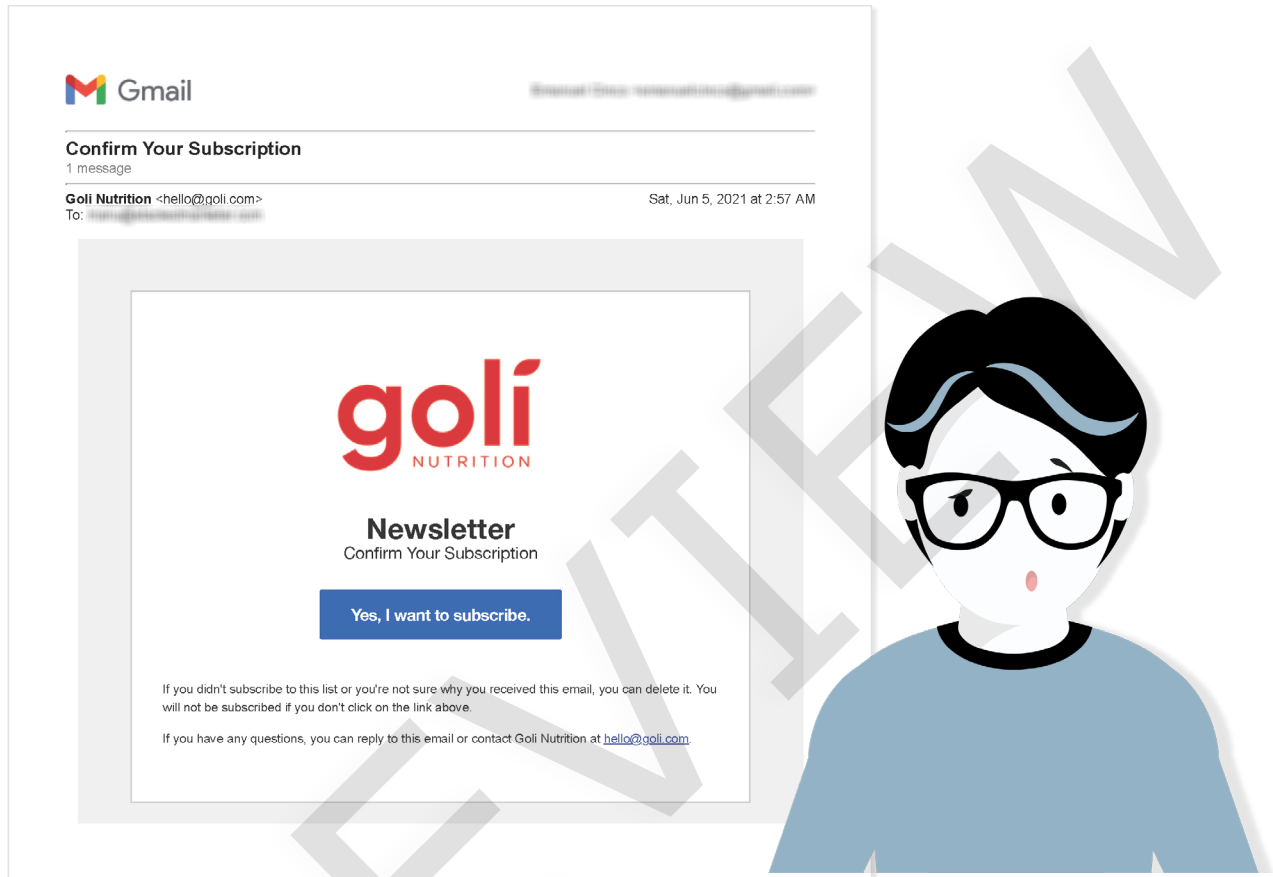 Gmail
Confirm Your Subscription
1 message
Goli Nutrition <hello@goli.com>
Sat, Jun 5, 2021 at 2:57 AM
To:
goli
NUTRITION
Newsletter
Confirm Your Subscription
Yes, I want to subscribe.
If you didn't subscribe to this list or you're not sure why you received this email, you can delete it. You
will not be subscribed if you don't click on the link above.
If you have any questions, you can reply to this email or contact Goli Nutrition at hello@goli.com.
EVIEW